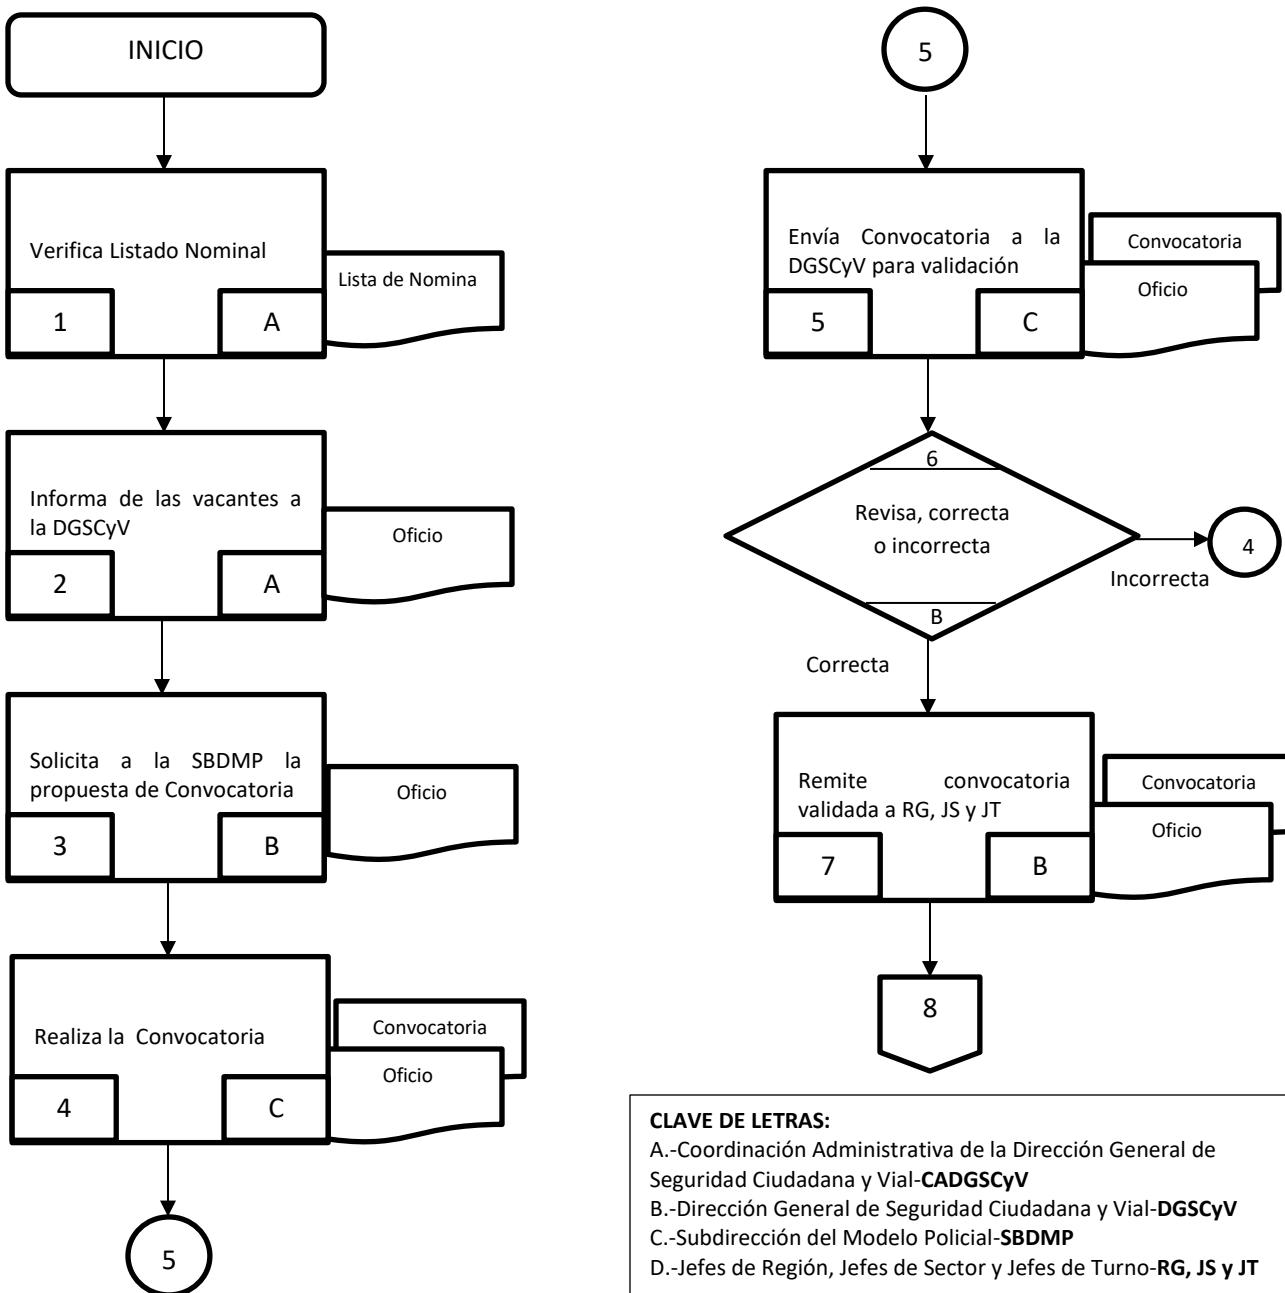 INICIO
Verifica Listado Nominal
1
A
Lista de Nomina
Informa de las vacantes a
la DGSCyV
2
A
Oficio
Solicita a la SBDMP la
propuesta de Convocatoria
3
B
Oficio
Realiza la Convocatoria
4
C
Convocatoria
Oficio
5
5
Envía Convocatoria a la
DGSCyV para validación
5
C
Convocatoria
Oficio
6
Revisa, correcta
o incorrecta
B
Incorrecta
4
Correcta
Remite convocatoria
validada a RG, JS y JT
7
B
Convocatoria
Oficio
8
CLAVE DE LETRAS:
A.-Coordinación Administrativa de la Dirección General de
Seguridad Ciudadana y Vial-CADGSCyV
B.-Dirección General de Seguridad Ciudadana y Vial-DGSCyV
C.-Subdirección del Modelo Policial-SBDMP
D.-Jefes de Región, Jefes de Sector y Jefes de Turno-RG, JS y JT